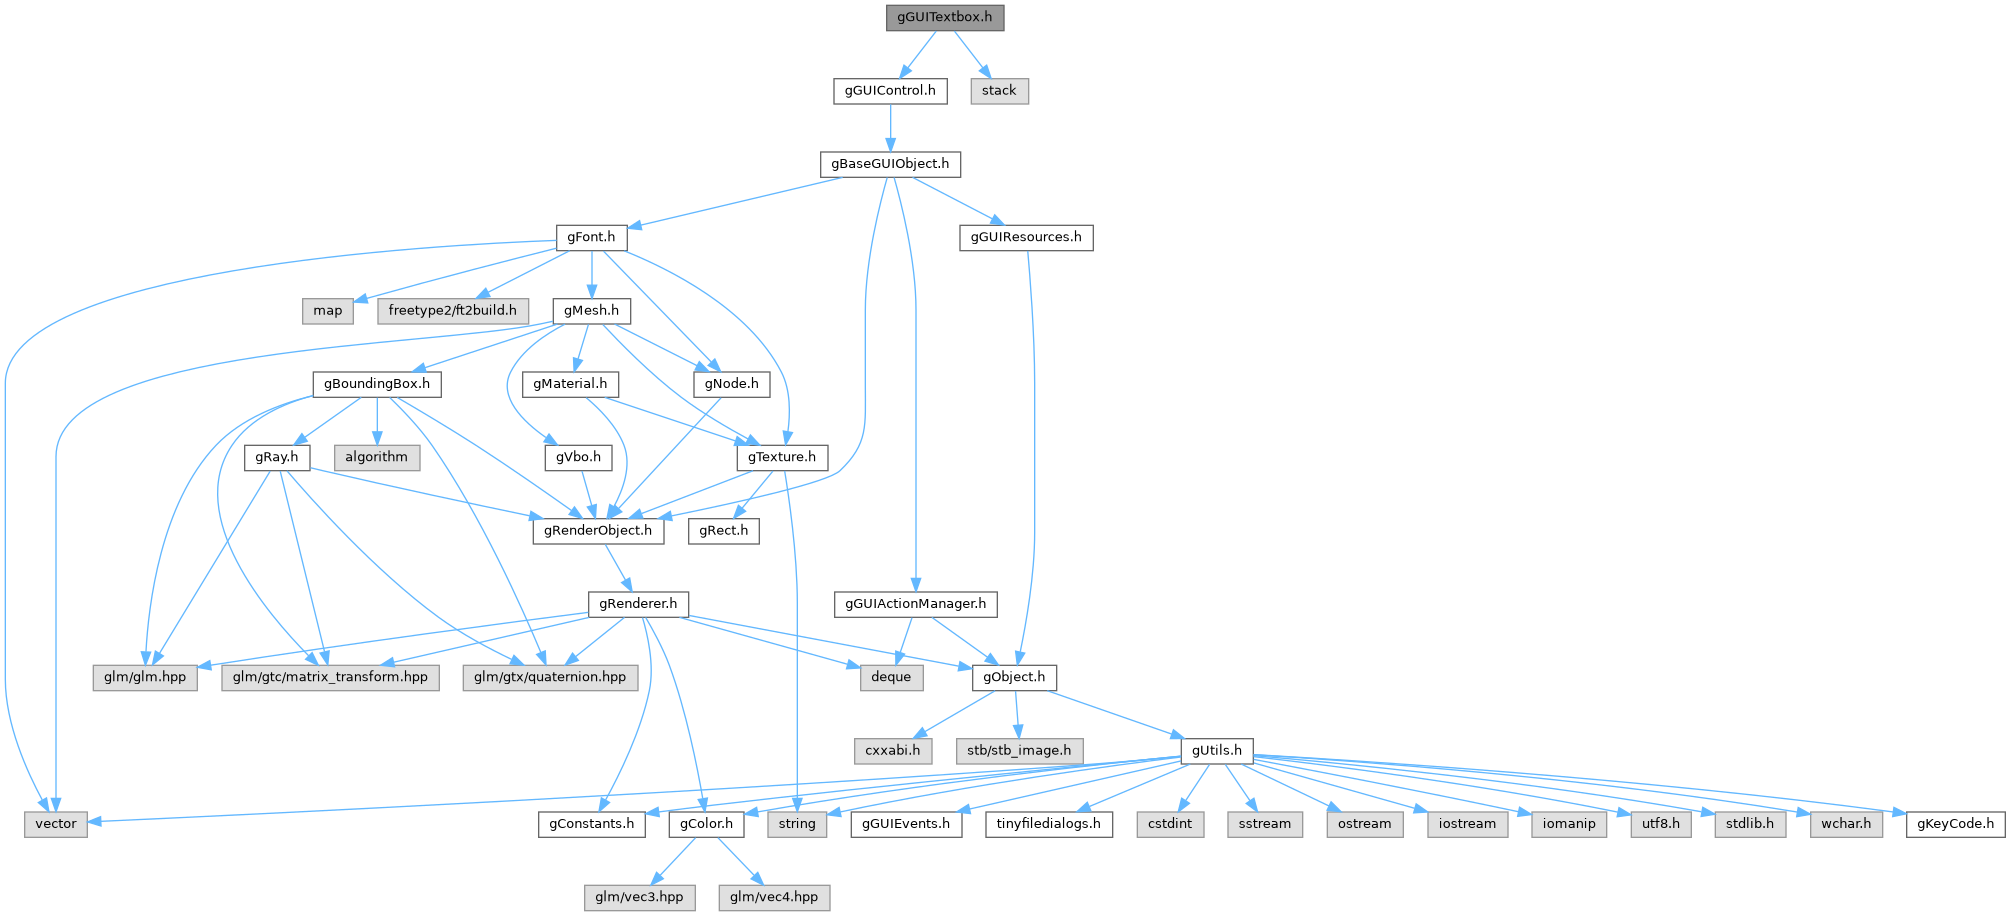 gGUITextbox.h
gGUIControl.h
stack
gBaseGUIObject.h
gFont.h
gGUIResources.h
map
freetype2/ft2build.h
gMesh.h
gBoundingBox.h
gMaterial.h
gNode.h
gRay.h
algorithm
gVbo.h
gTexture.h
gRenderObject.h
gRect.h
gRenderer.h
gGUIActionManager.h
glm/glm.hpp
glm/gtc/matrix_transform.hpp
glm/gtx/quaternion.hpp
deque
gObject.h
cxxabi.h
stb/stb_image.h
gUtils.h
vector
gConstants.h
gColor.h
string
gGUIEvents.h
tinyfiledialogs.h
cstdint
sstream
ostream
iostream
iomanip
utf8.h
stdlib.h
wchar.h
gKeyCode.h
glm/vec3.hpp
glm/vec4.hpp